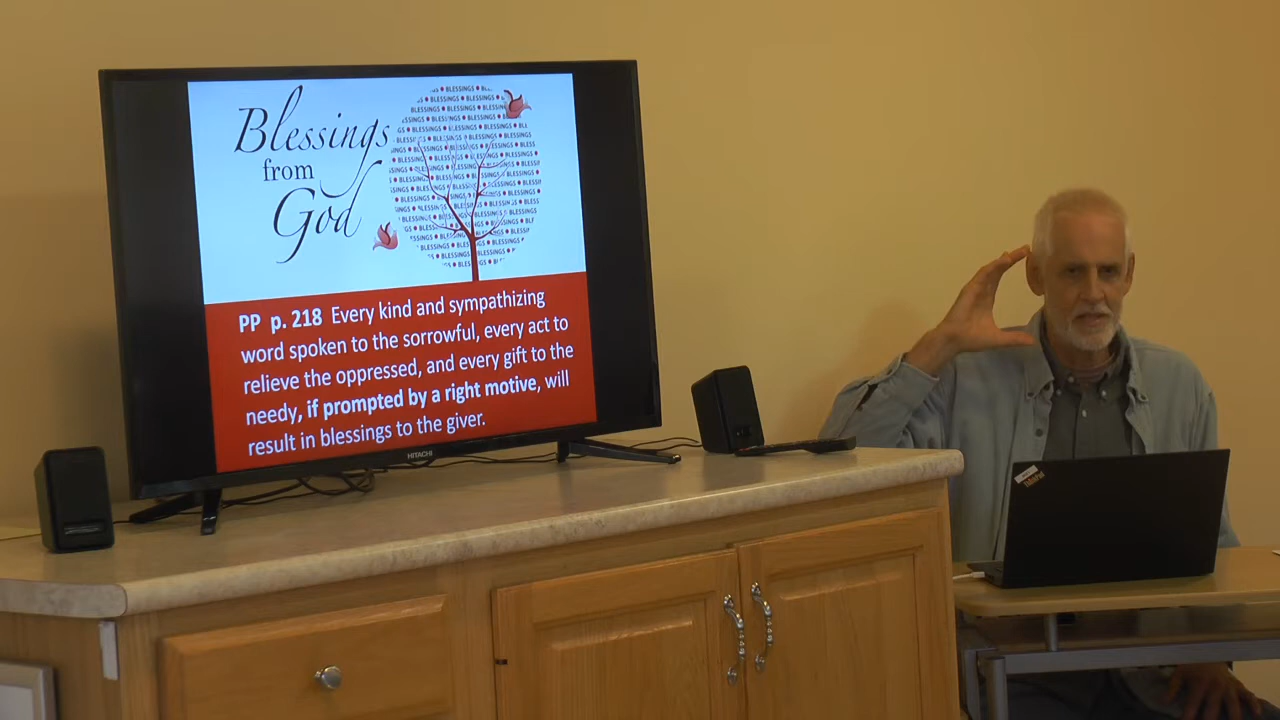 Blessings
from
God
PP p. 218 Every kind and sympathizing
word spoken to the sorrowful, every act to
relieve the oppressed, and every gift to the
needy, if prompted by a right motive, will
result in blessings to the giver.
HITACHI
ThinkPad